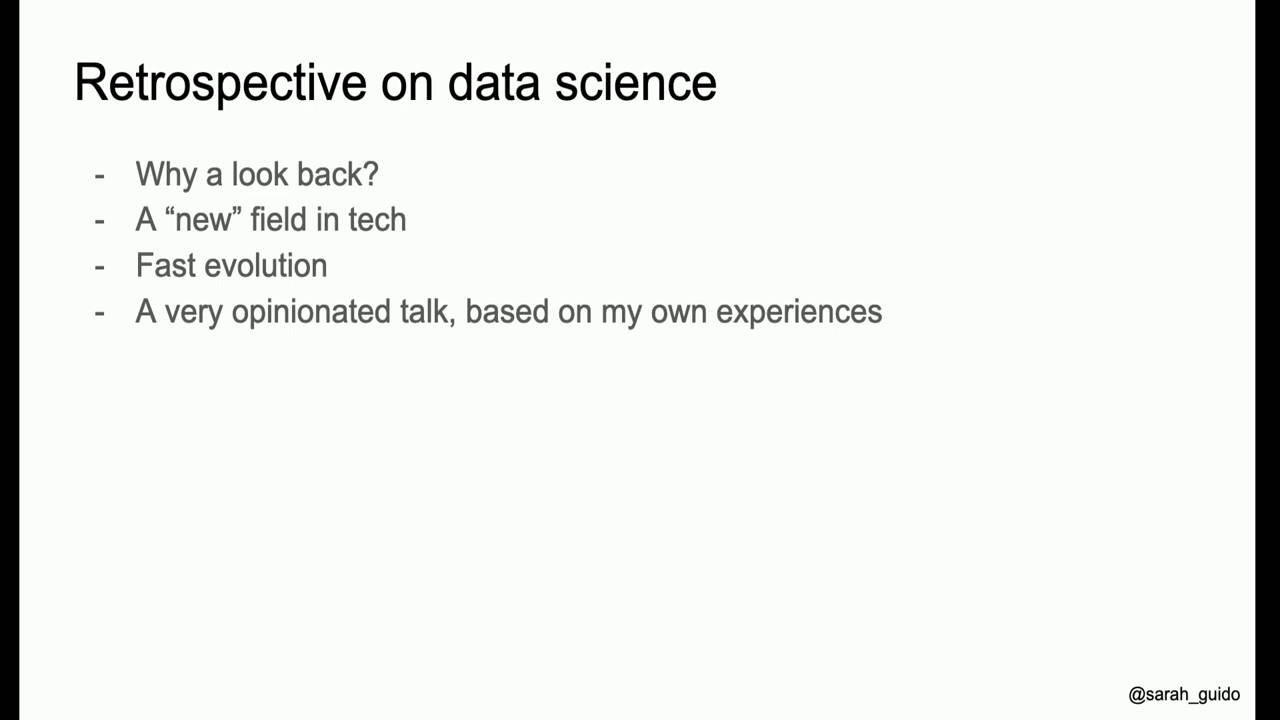 Retrospective on data science
- Why a look back?
- A “new” field in tech
- Fast evolution
- A very opinionated talk, based on my own experiences
@sarah_guido